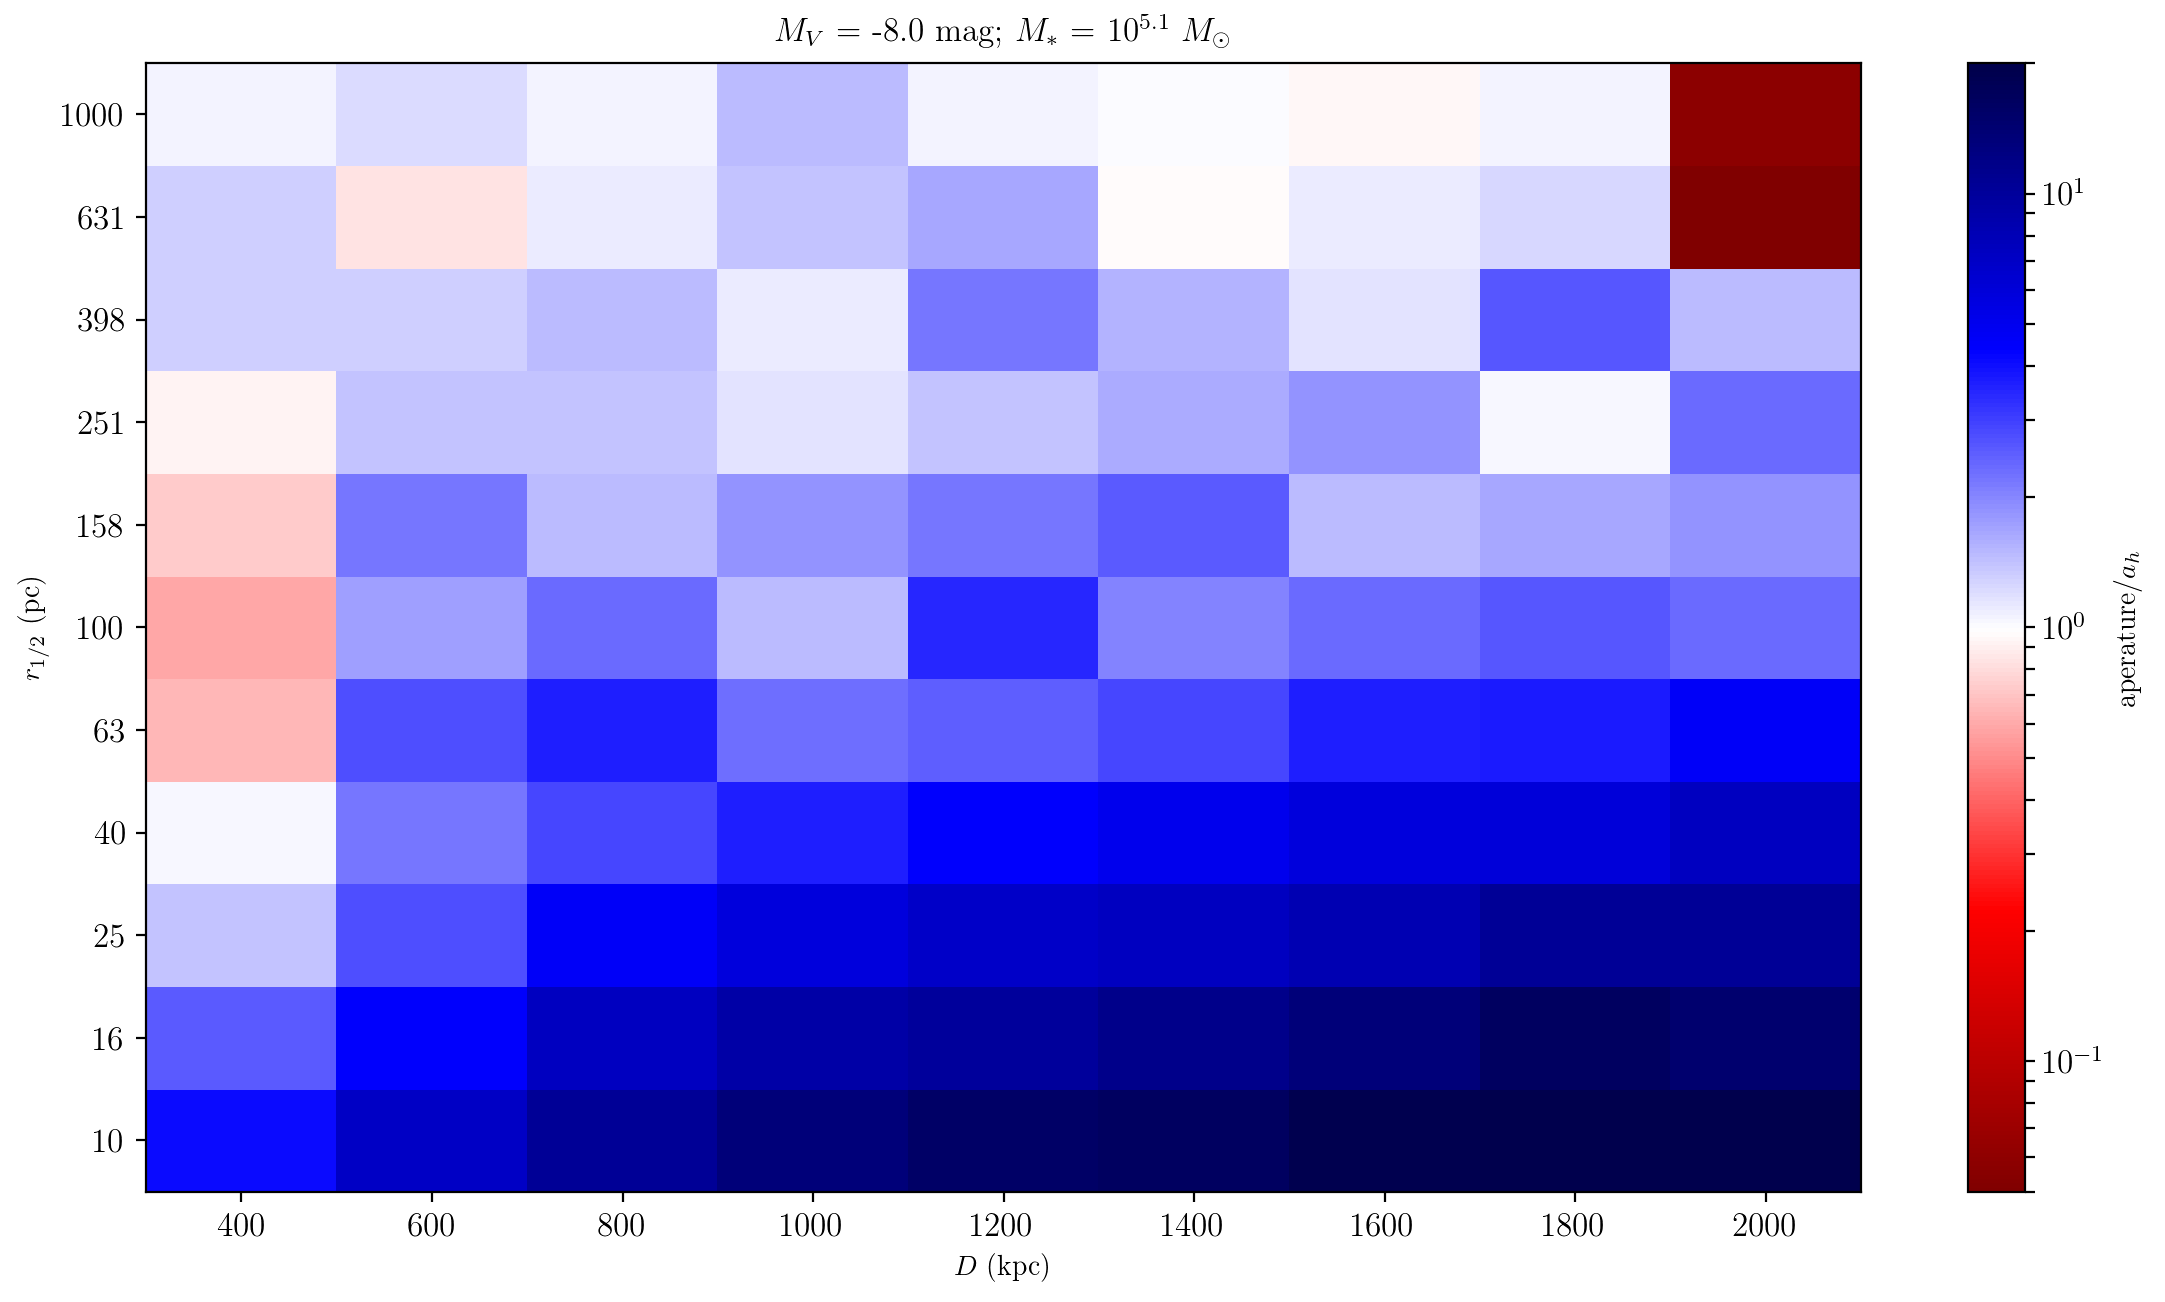 M_V = -8.0 mag; M_* = 10^{5.1} M_⊙
1000
631
398
251
158
100
63
40
25
16
10
r_{1/2} (pc)
400 600 800 1000 1200 1400 1600 1800 2000
D (kpc)
10^1
10^0
10^{-1}
aperature/a_h